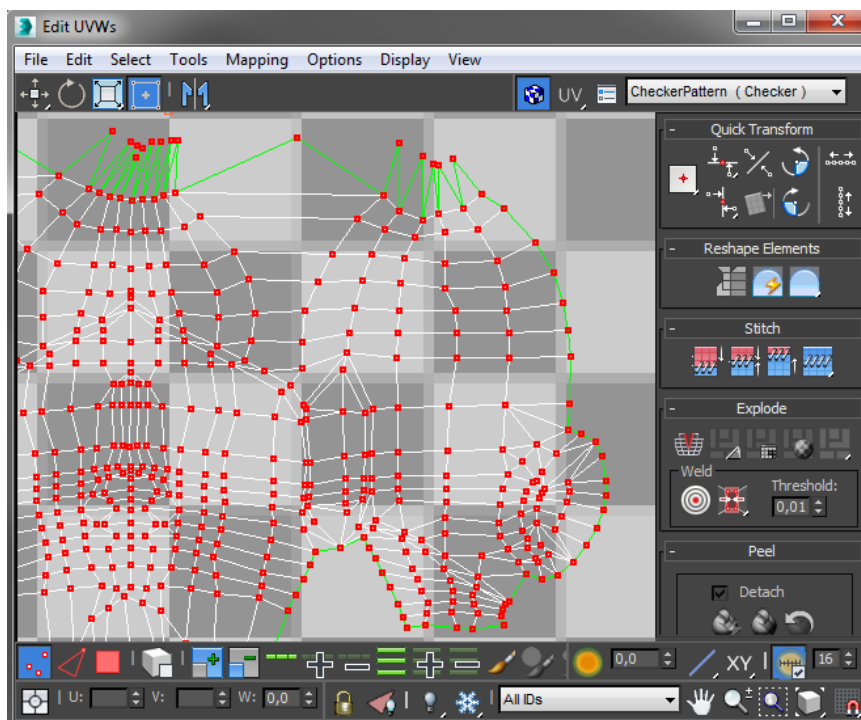 Edit UVWs
File Edit Select Tools Mapping Options Display View
UV CheckerPattern ( Checker )
- Quick Transform
- Reshape Elements
- Stitch
- Explode
Weld
Threshold:
0,01
- Peel
Detach
0,0 XY 16
U: V: W: 0,0 All IDs